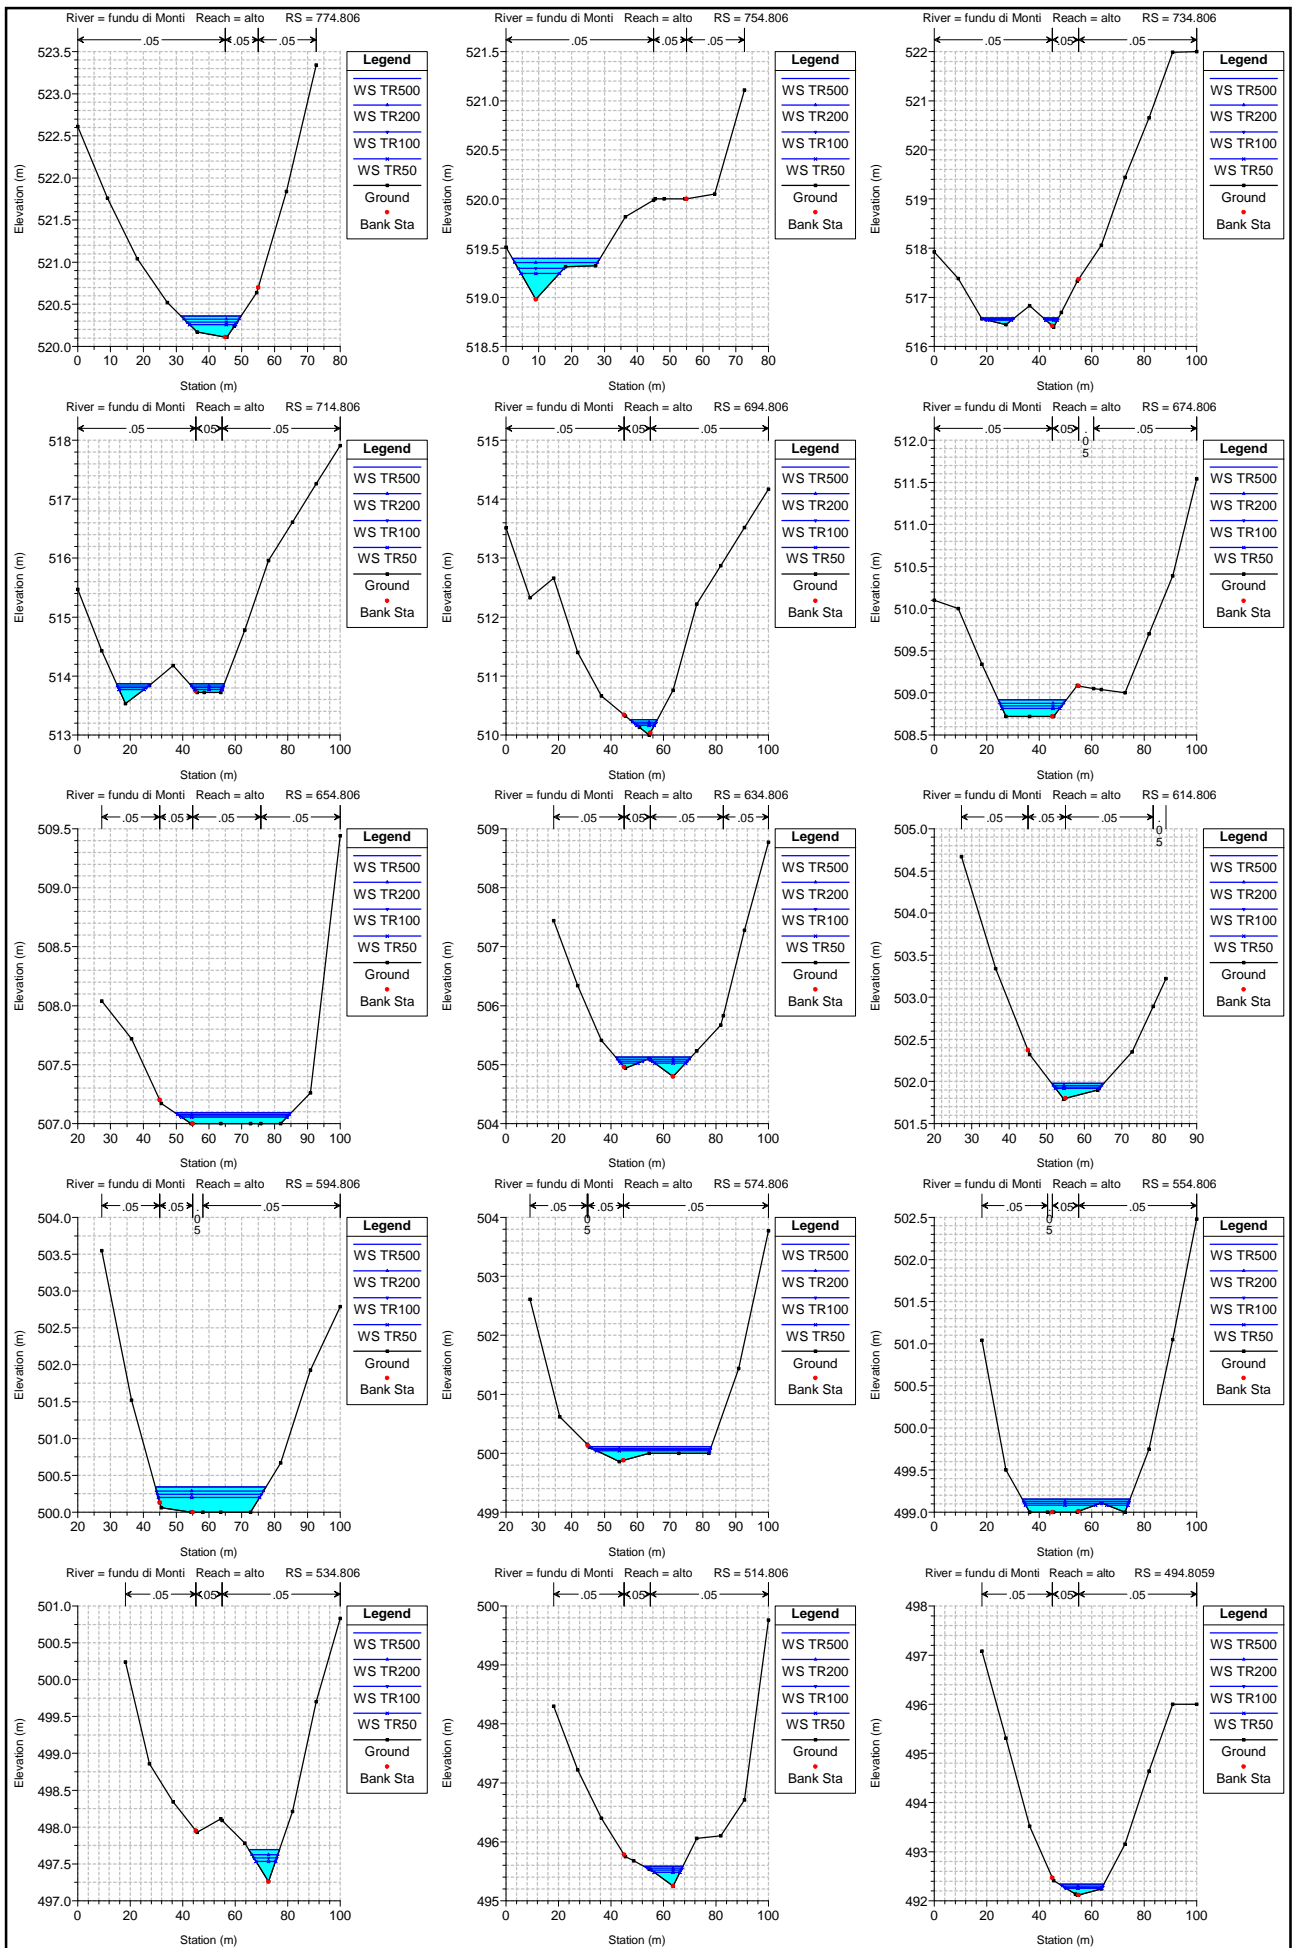 River = fundu di Monti Reach = alto RS = 774.806
.05 .05 .05
523.5
523.0
522.5
522.0
521.5
521.0
520.5
520.0
Elevation (m)
0 10 20 30 40 50 60 70 80
Station (m)
Legend
WS TR500
WS TR200
WS TR100
WS TR50
Ground
Bank Sta
River = fundu di Monti Reach = alto RS = 754.806
.05 .05 .05
521.5
521.0
520.5
520.0
519.5
519.0
518.5
Elevation (m)
0 10 20 30 40 50 60 70 80
Station (m)
Legend
WS TR500
WS TR200
WS TR100
WS TR50
Ground
Bank Sta
River = fundu di Monti Reach = alto RS = 734.806
.05 .05 .05
522
521
520
519
518
517
516
Elevation (m)
0 20 40 60 80 100
Station (m)
Legend
WS TR500
WS TR200
WS TR100
WS TR50
Ground
Bank Sta
River = fundu di Monti Reach = alto RS = 714.806
.05 .05 .05
518
517
516
515
514
513
Elevation (m)
0 20 40 60 80 100
Station (m)
Legend
WS TR500
WS TR200
WS TR100
WS TR50
Ground
Bank Sta
River = fundu di Monti Reach = alto RS = 694.806
.05 .05 .05
515
514
513
512
511
510
Elevation (m)
0 20 40 60 80 100
Station (m)
Legend
WS TR500
WS TR200
WS TR100
WS TR50
Ground
Bank Sta
River = fundu di Monti Reach = alto RS = 674.806
.05 .05 .05 .05
512.0
511.5
511.0
510.5
510.0
509.5
509.0
508.5
Elevation (m)
0 20 40 60 80 100
Station (m)
Legend
WS TR500
WS TR200
WS TR100
WS TR50
Ground
Bank Sta
River = fundu di Monti Reach = alto RS = 654.806
.05 .05 .05 .05
509.5
509.0
508.5
508.0
507.5
507.0
Elevation (m)
20 30 40 50 60 70 80 90 100
Station (m)
Legend
WS TR500
WS TR200
WS TR100
WS TR50
Ground
Bank Sta
River = fundu di Monti Reach = alto RS = 634.806
.05 .05 .05 .05
509
508
507
506
505
504
Elevation (m)
0 20 40 60 80 100
Station (m)
Legend
WS TR500
WS TR200
WS TR100
WS TR50
Ground
Bank Sta
River = fundu di Monti Reach = alto RS = 614.806
.05 .05 .05 .05
505.0
504.5
504.0
503.5
503.0
502.5
502.0
501.5
Elevation (m)
20 30 40 50 60 70 80 90
Station (m)
Legend
WS TR500
WS TR200
WS TR100
WS TR50
Ground
Bank Sta
River = fundu di Monti Reach = alto RS = 594.806
.05 .05 .05 .05
504.0
503.5
503.0
502.5
502.0
501.5
501.0
500.5
500.0
Elevation (m)
20 30 40 50 60 70 80 90 100
Station (m)
Legend
WS TR500
WS TR200
WS TR100
WS TR50
Ground
Bank Sta
River = fundu di Monti Reach = alto RS = 574.806
.05 .05 .05 .05
504
503
502
501
500
499
Elevation (m)
20 30 40 50 60 70 80 90 100
Station (m)
Legend
WS TR500
WS TR200
WS TR100
WS TR50
Ground
Bank Sta
River = fundu di Monti Reach = alto RS = 554.806
.05 .05 .05 .05
502.5
502.0
501.5
501.0
500.5
500.0
499.5
499.0
Elevation (m)
0 20 40 60 80 100
Station (m)
Legend
WS TR500
WS TR200
WS TR100
WS TR50
Ground
Bank Sta
River = fundu di Monti Reach = alto RS = 534.806
.05 .05 .05
501.0
500.5
500.0
499.5
499.0
498.5
498.0
497.5
497.0
Elevation (m)
0 20 40 60 80 100
Station (m)
Legend
WS TR500
WS TR200
WS TR100
WS TR50
Ground
Bank Sta
River = fundu di Monti Reach = alto RS = 514.806
.05 .05 .05
500
499
498
497
496
495
Elevation (m)
0 20 40 60 80 100
Station (m)
Legend
WS TR500
WS TR200
WS TR100
WS TR50
Ground
Bank Sta
River = fundu di Monti Reach = alto RS = 494.8059
.05 .05 .05
498
497
496
495
494
493
492
Elevation (m)
0 20 40 60 80 100
Station (m)
Legend
WS TR500
WS TR200
WS TR100
WS TR50
Ground
Bank Sta